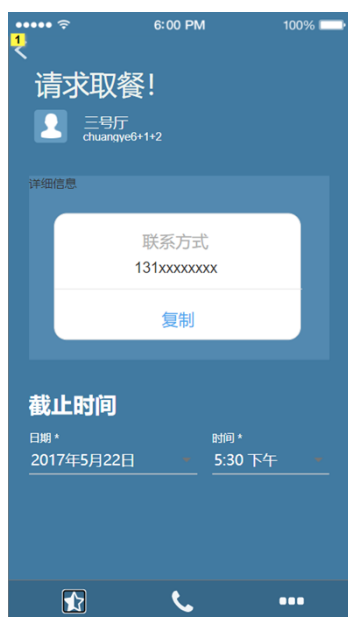 6:00 PM
100%
1
请求取餐!
三号厅
chuangye6+1+2
详细信息
联系方式
131xxxxxxxx
复制
截止时间
日期 *
时间 *
2017年5月22日
5:30 下午